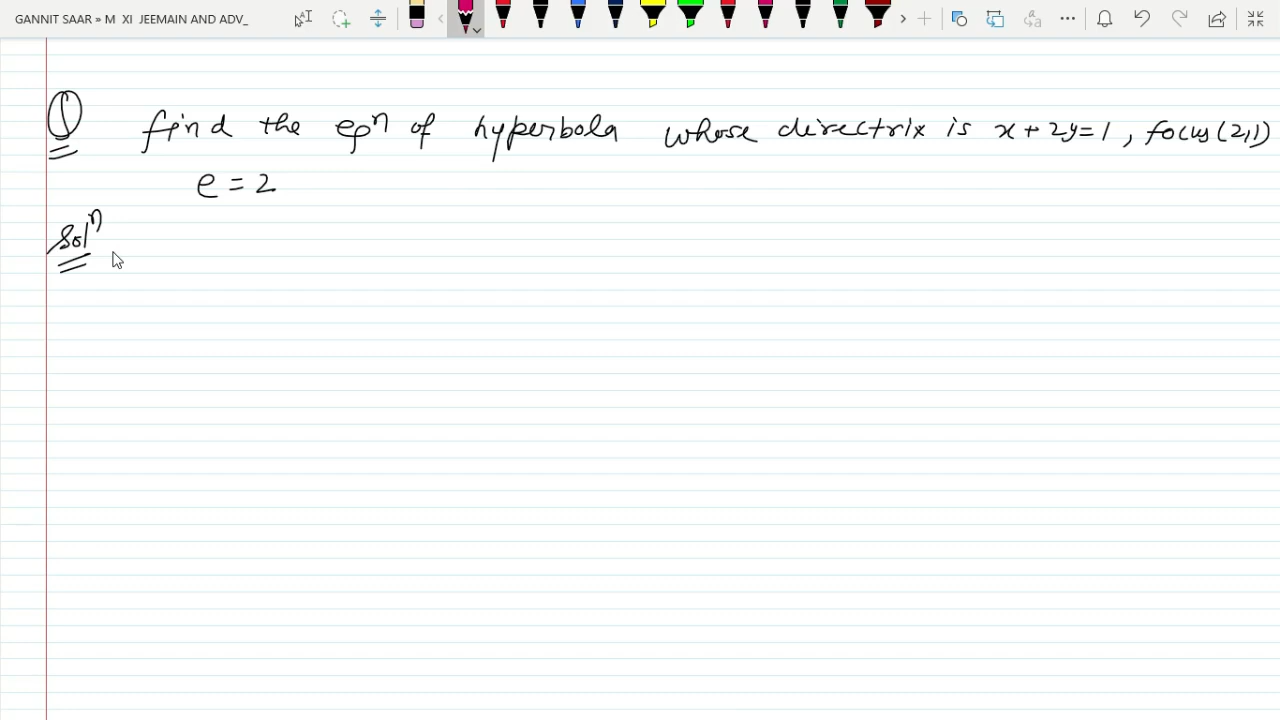 GANNIT SAAR » M XI JEEMAIN AND ADV_
Q find the eqⁿ of hyperbola whose directrix is x + 2y = 1, focus (2,1)
e = 2
Solⁿ